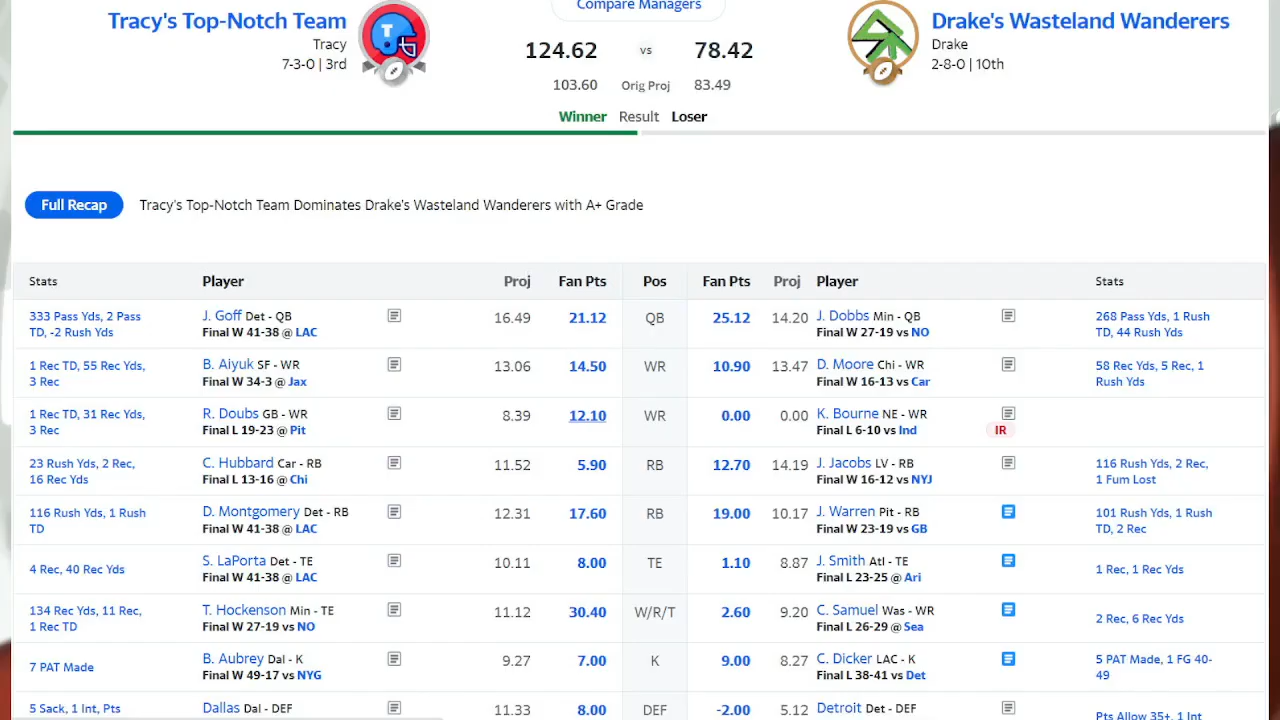 Compare Managers
Tracy's Top-Notch Team
Tracy
7-3-0 | 3rd
T
124.62 vs 78.42
103.60 Orig Proj 83.49
Winner Result Loser
Drake's Wasteland Wanderers
Drake
2-8-0 | 10th
Full Recap Tracy's Top-Notch Team Dominates Drake's Wasteland Wanderers with A+ Grade
Stats Player Proj Fan Pts Pos Fan Pts Proj Player Stats
333 Pass Yds, 2 Pass J. Goff Det - QB 16.49 21.12 QB 25.12 14.20 J. Dobbs Min - QB 268 Pass Yds, 1 Rush
TD, -2 Rush Yds Final W 41-38 @ LAC Final W 27-19 vs NO TD, 44 Rush Yds
1 Rec TD, 55 Rec Yds, B. Aiyuk SF - WR 13.06 14.50 WR 10.90 13.47 D. Moore Chi - WR 58 Rec Yds, 5 Rec, 1
3 Rec Final W 34-3 @ Jax Final W 16-13 vs Car Rush Yds
1 Rec TD, 31 Rec Yds, R. Doubs GB - WR 8.39 12.10 WR 0.00 0.00 K. Bourne NE - WR
3 Rec Final L 19-23 @ Pit Final L 6-10 vs Ind IR
23 Rush Yds, 2 Rec, C. Hubbard Car - RB 11.52 5.90 RB 12.70 14.19 J. Jacobs LV - RB 116 Rush Yds, 2 Rec,
16 Rec Yds Final L 13-16 @ Chi Final W 16-12 vs NYJ 1 Fum Lost
116 Rush Yds, 1 Rush D. Montgomery Det - RB 12.31 17.60 RB 19.00 10.17 J. Warren Pit - RB 101 Rush Yds, 1 Rush
TD Final W 41-38 @ LAC Final W 23-19 vs GB TD, 2 Rec
4 Rec, 40 Rec Yds S. LaPorta Det - TE 10.11 8.00 TE 1.10 8.87 J. Smith Atl - TE 1 Rec, 1 Rec Yds
Final W 41-38 @ LAC Final L 23-25 @ Ari
134 Rec Yds, 11 Rec, T. Hockenson Min - TE 11.12 30.40 W/R/T 2.60 9.20 C. Samuel Was - WR 2 Rec, 6 Rec Yds
1 Rec TD Final W 27-19 vs NO Final L 26-29 @ Sea
7 PAT Made B. Aubrey Dal - K 9.27 7.00 K 9.00 8.27 C. Dicker LAC - K 5 PAT Made, 1 FG 40-
Final W 49-17 vs NYG Final L 38-41 vs Det 49
5 Sack, 1 Int, Pts Dallas Dal - DEF 11.33 8.00 DEF -2.00 5.12 Detroit Det - DEF Pts Allow 35+, 1 Int